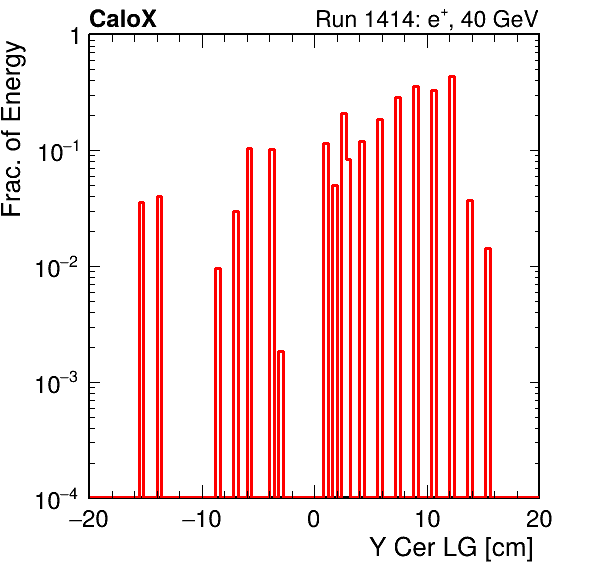 CaloX
Run 1414: e⁺, 40 GeV
Frac. of Energy
1
10⁻¹
10⁻²
10⁻³
10⁻⁴
−20
−10
0
10
20
Y Cer LG [cm]